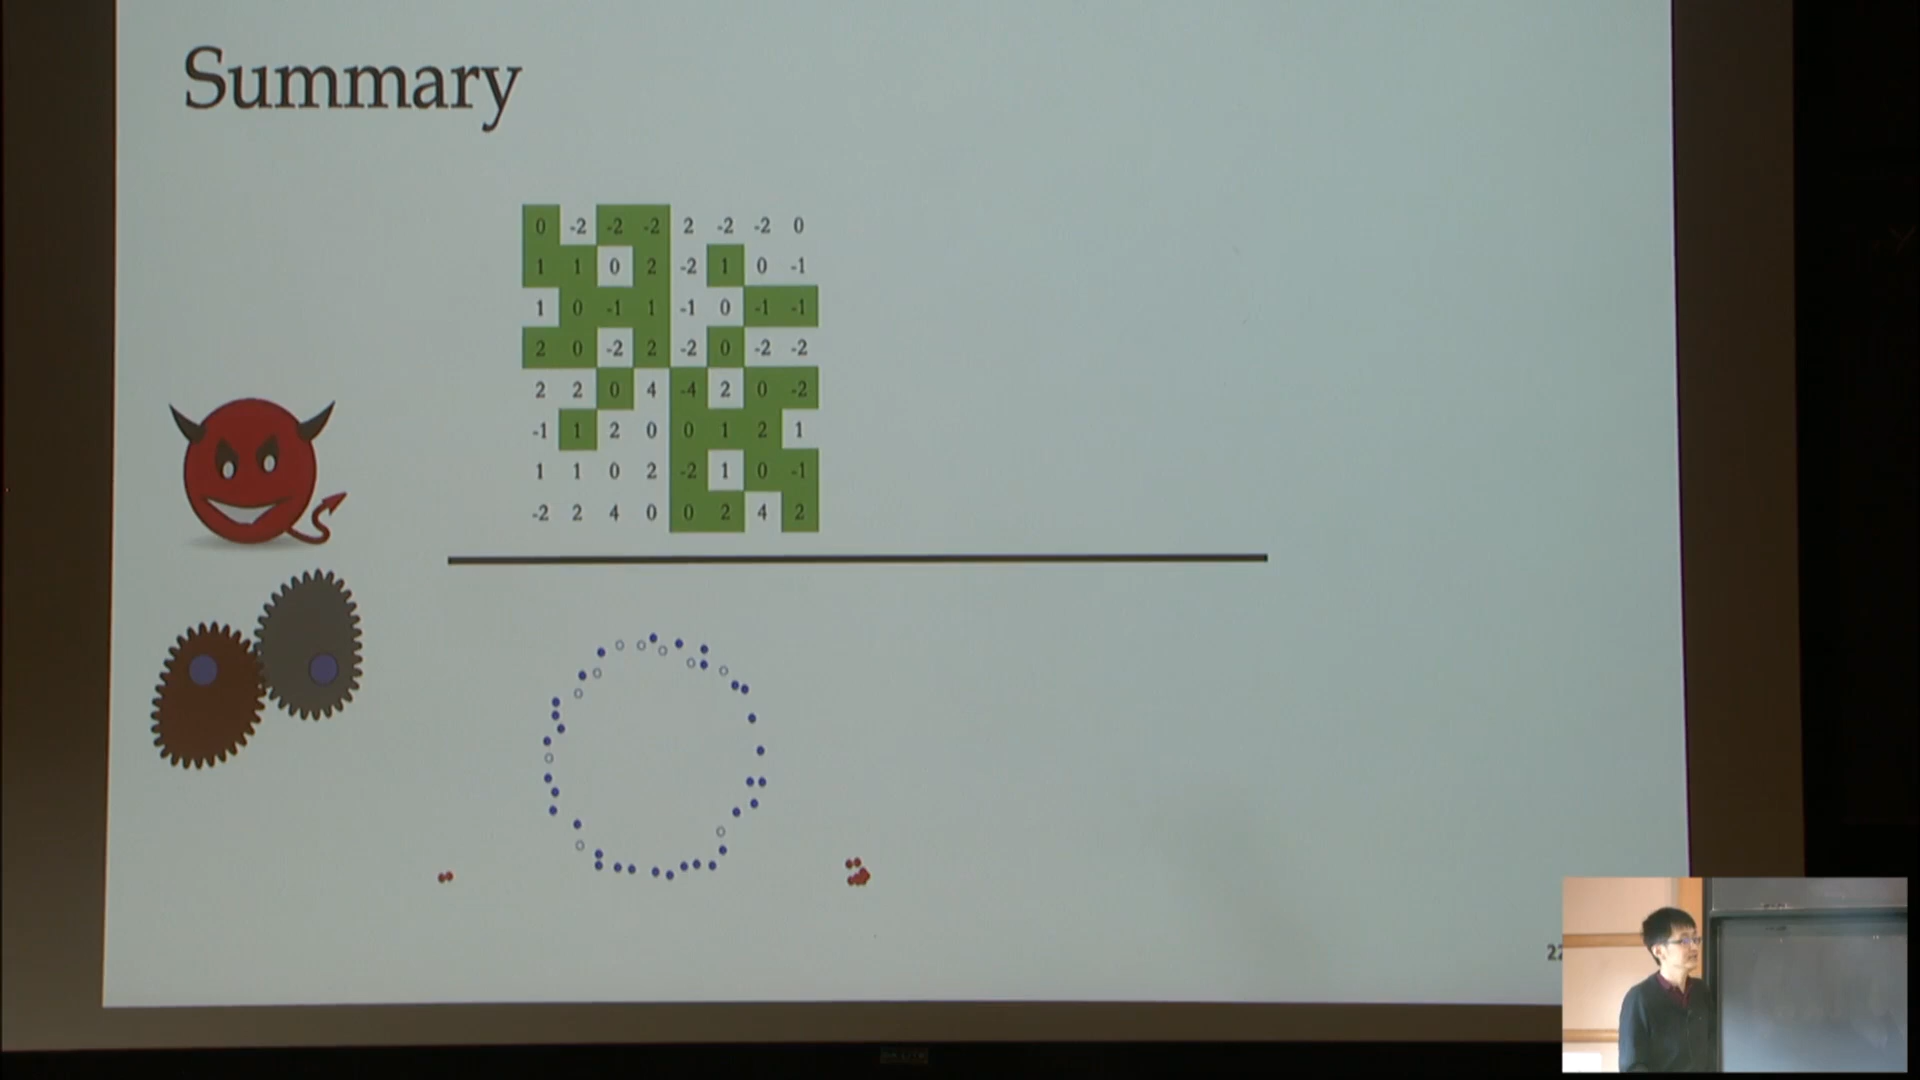 Summary
0 -2 -2 -2 2 -2 -2 0
1 1 0 2 -2 1 0 -1
1 0 -1 1 -1 0 -1 -1
2 0 -2 2 -2 0 -2 -2
2 2 0 4 -4 2 0 -2
-1 1 2 0 0 1 2 1
1 1 0 2 -2 1 0 -1
-2 2 4 0 0 2 4 2